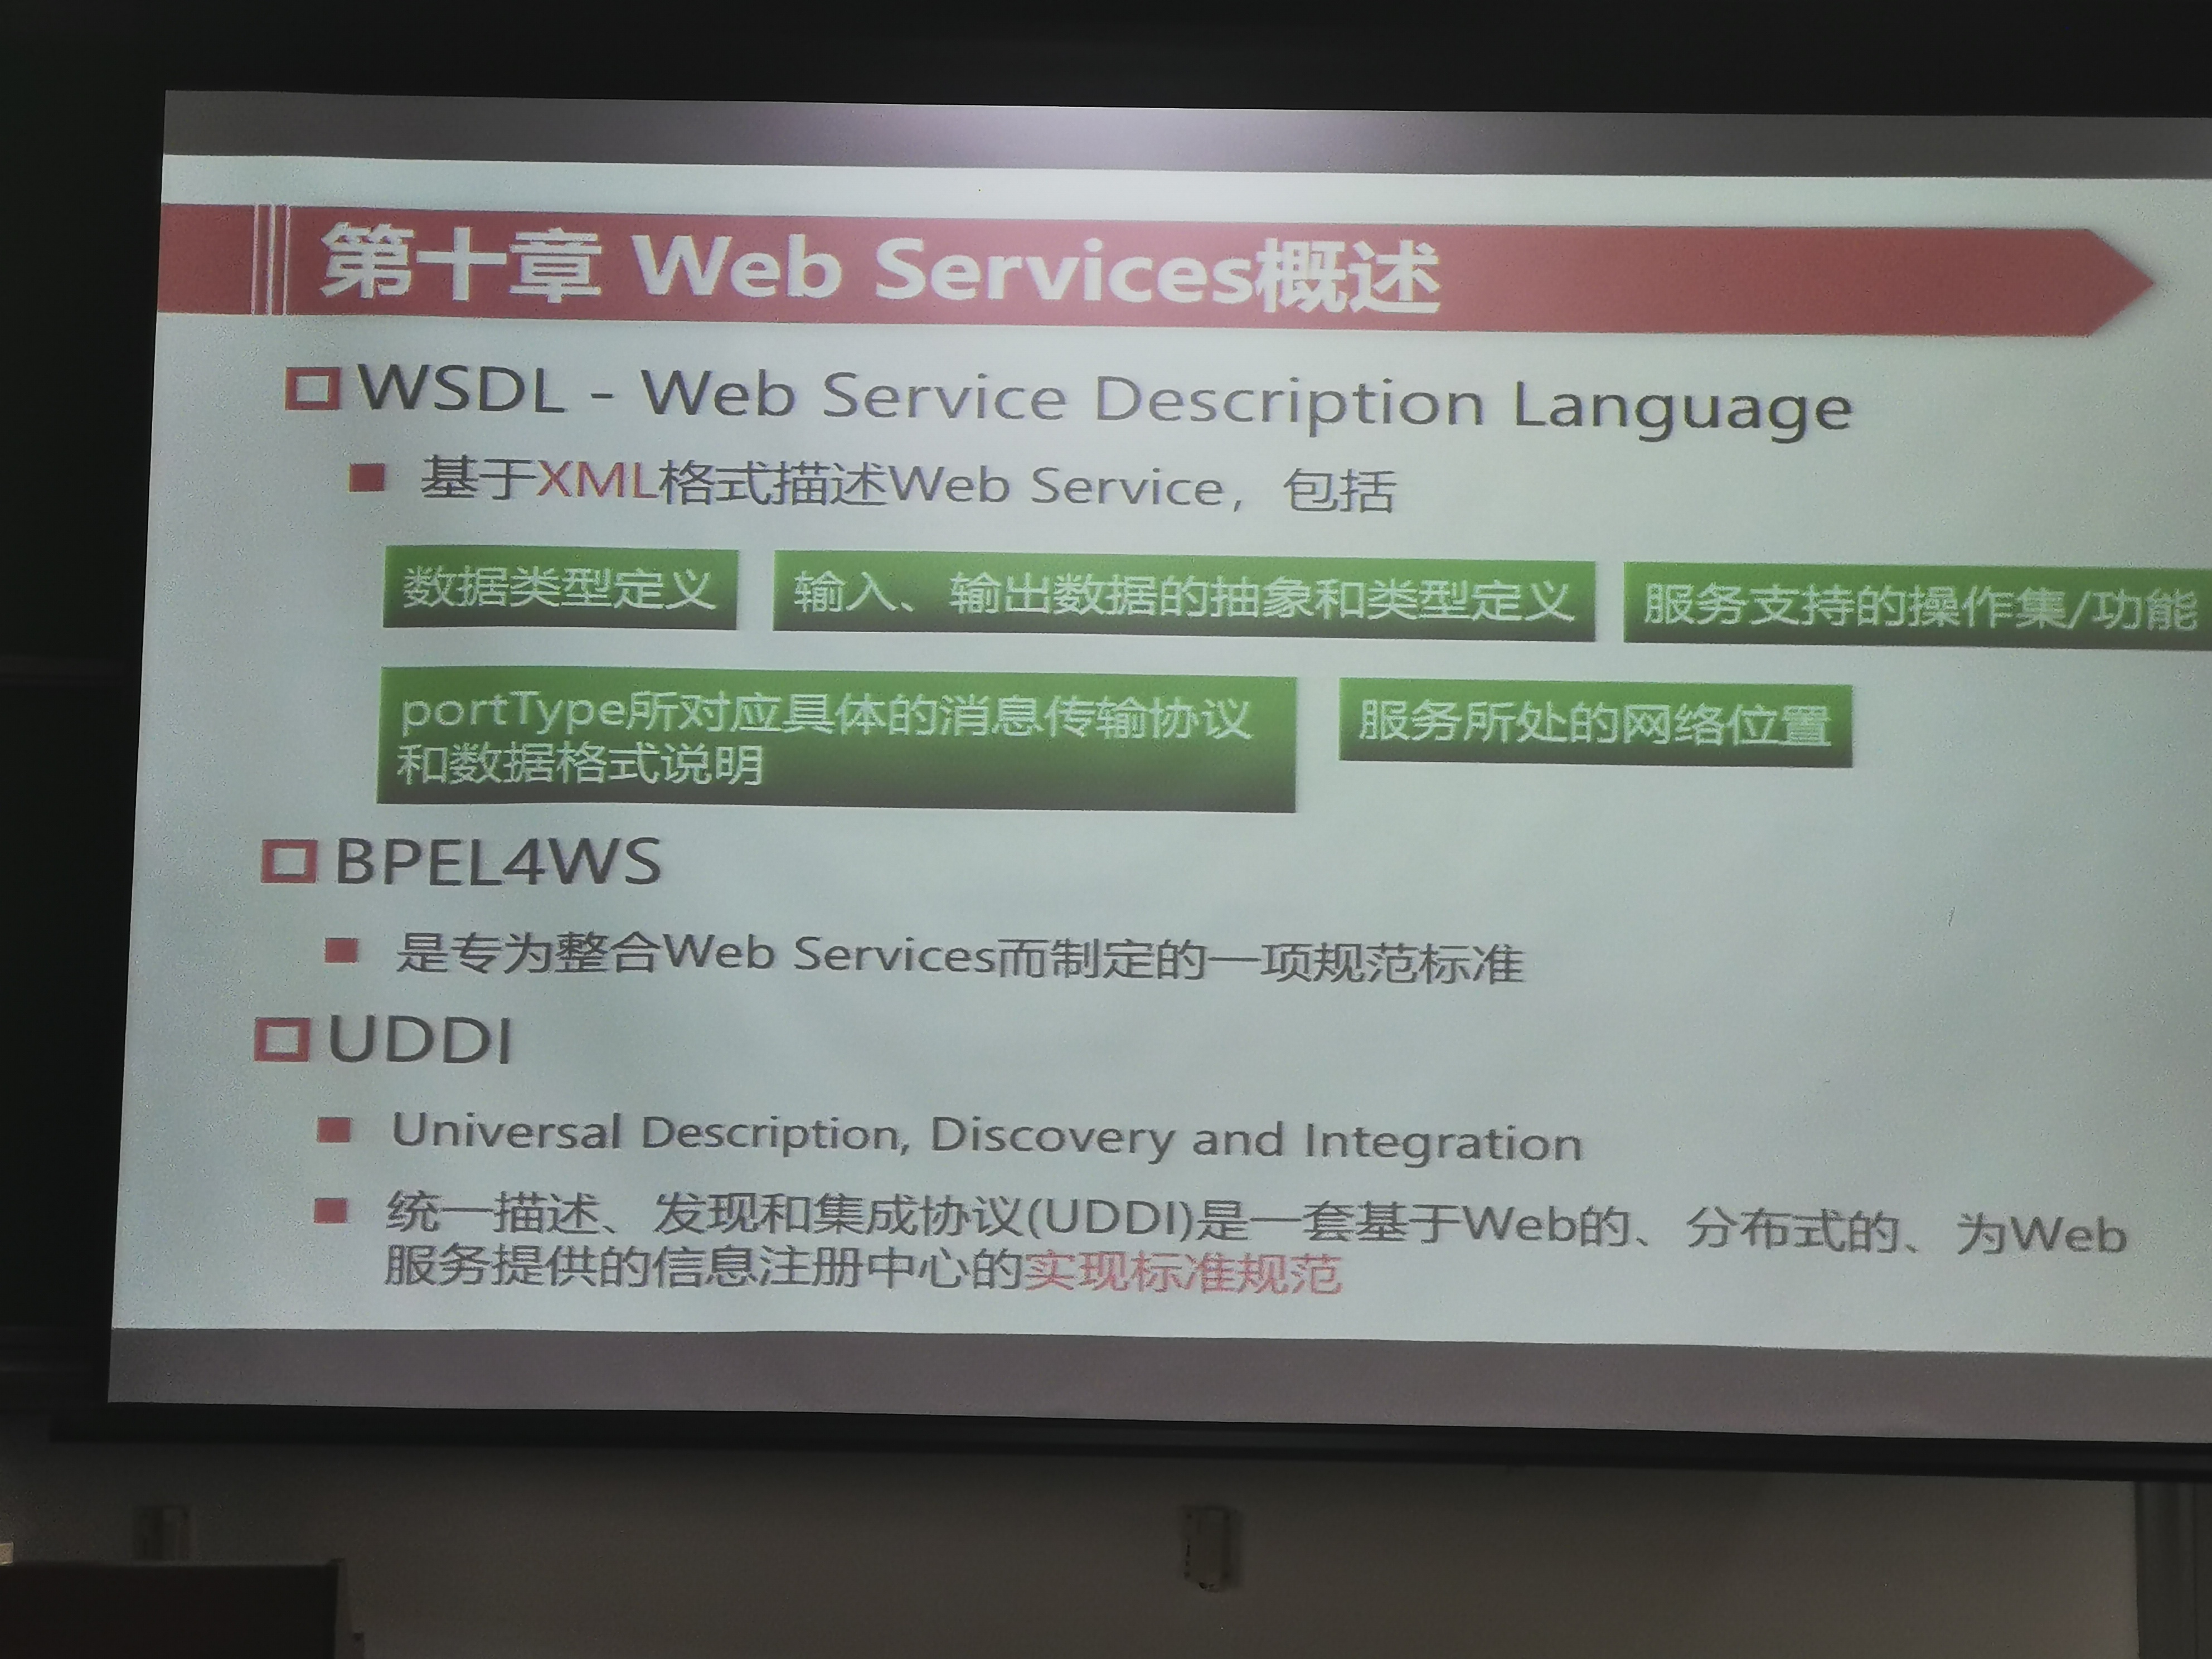 第十章 Web Services概述
WSDL - Web Service Description Language
基于XML格式描述Web Service，包括
数据类型定义
输入、输出数据的抽象和类型定义
服务支持的操作集/功能
portType所对应具体的消息传输协议
和数据格式说明
服务所处的网络位置
BPEL4WS
是专为整合Web Services而制定的一项规范标准
UDDI
Universal Description, Discovery and Integration
统一描述、发现和集成协议(UDDI)是一套基于Web的、分布式的、为Web
服务提供的信息注册中心的实现标准规范